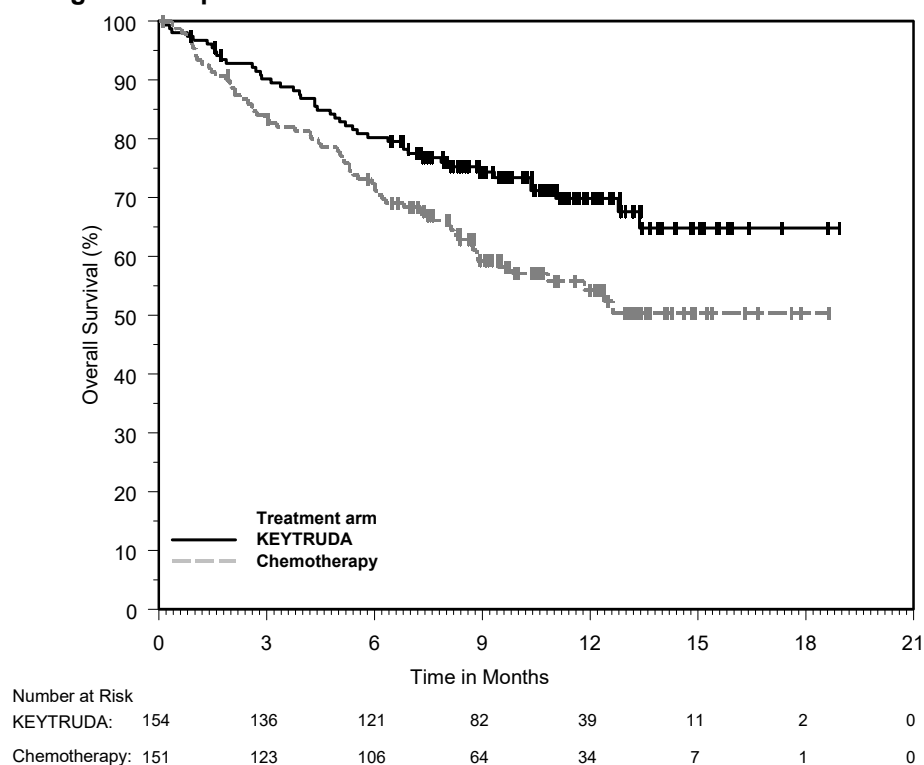 100
90
80
70
60
50
40
30
20
10
0
Overall Survival (%)
Treatment arm
KEYTRUDA
Chemotherapy
0 3 6 9 12 15 18 21
Time in Months
Number at Risk
KEYTRUDA: 154 136 121 82 39 11 2 0
Chemotherapy: 151 123 106 64 34 7 1 0